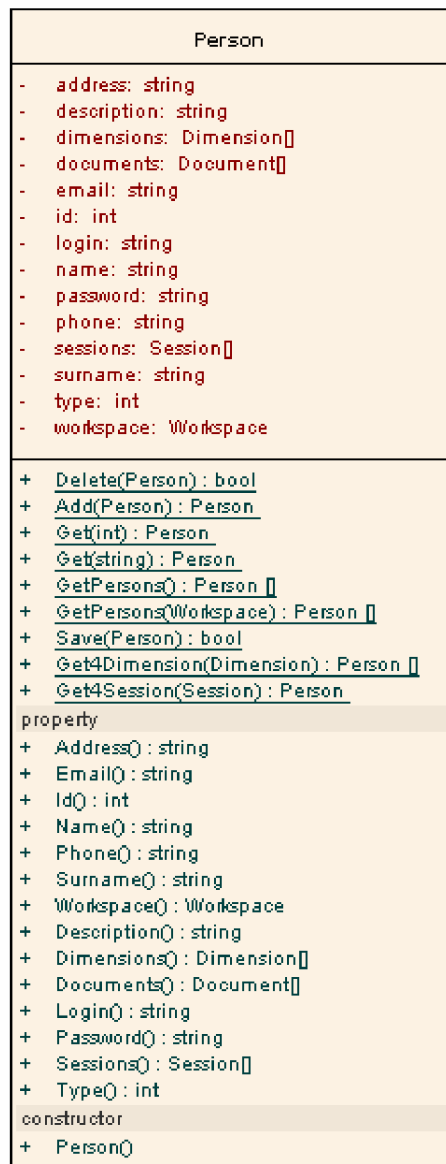 Person
- address: string
- description: string
- dimensions: Dimension[]
- documents: Document[]
- email: string
- id: int
- login: string
- name: string
- password: string
- phone: string
- sessions: Session[]
- surname: string
- type: int
- workspace: Workspace
+ Delete(Person) : bool
+ Add(Person) : Person
+ Get(int) : Person
+ Get(string) : Person
+ GetPersons() : Person []
+ GetPersons(Workspace) : Person []
+ Save(Person) : bool
+ Get4Dimension(Dimension) : Person []
+ Get4Session(Session) : Person
property
+ Address() : string
+ Email() : string
+ Id() : int
+ Name() : string
+ Phone() : string
+ Surname() : string
+ Workspace() : Workspace
+ Description() : string
+ Dimensions() : Dimension[]
+ Documents() : Document[]
+ Login() : string
+ Password() : string
+ Sessions() : Session[]
+ Type() : int
constructor
+ Person()